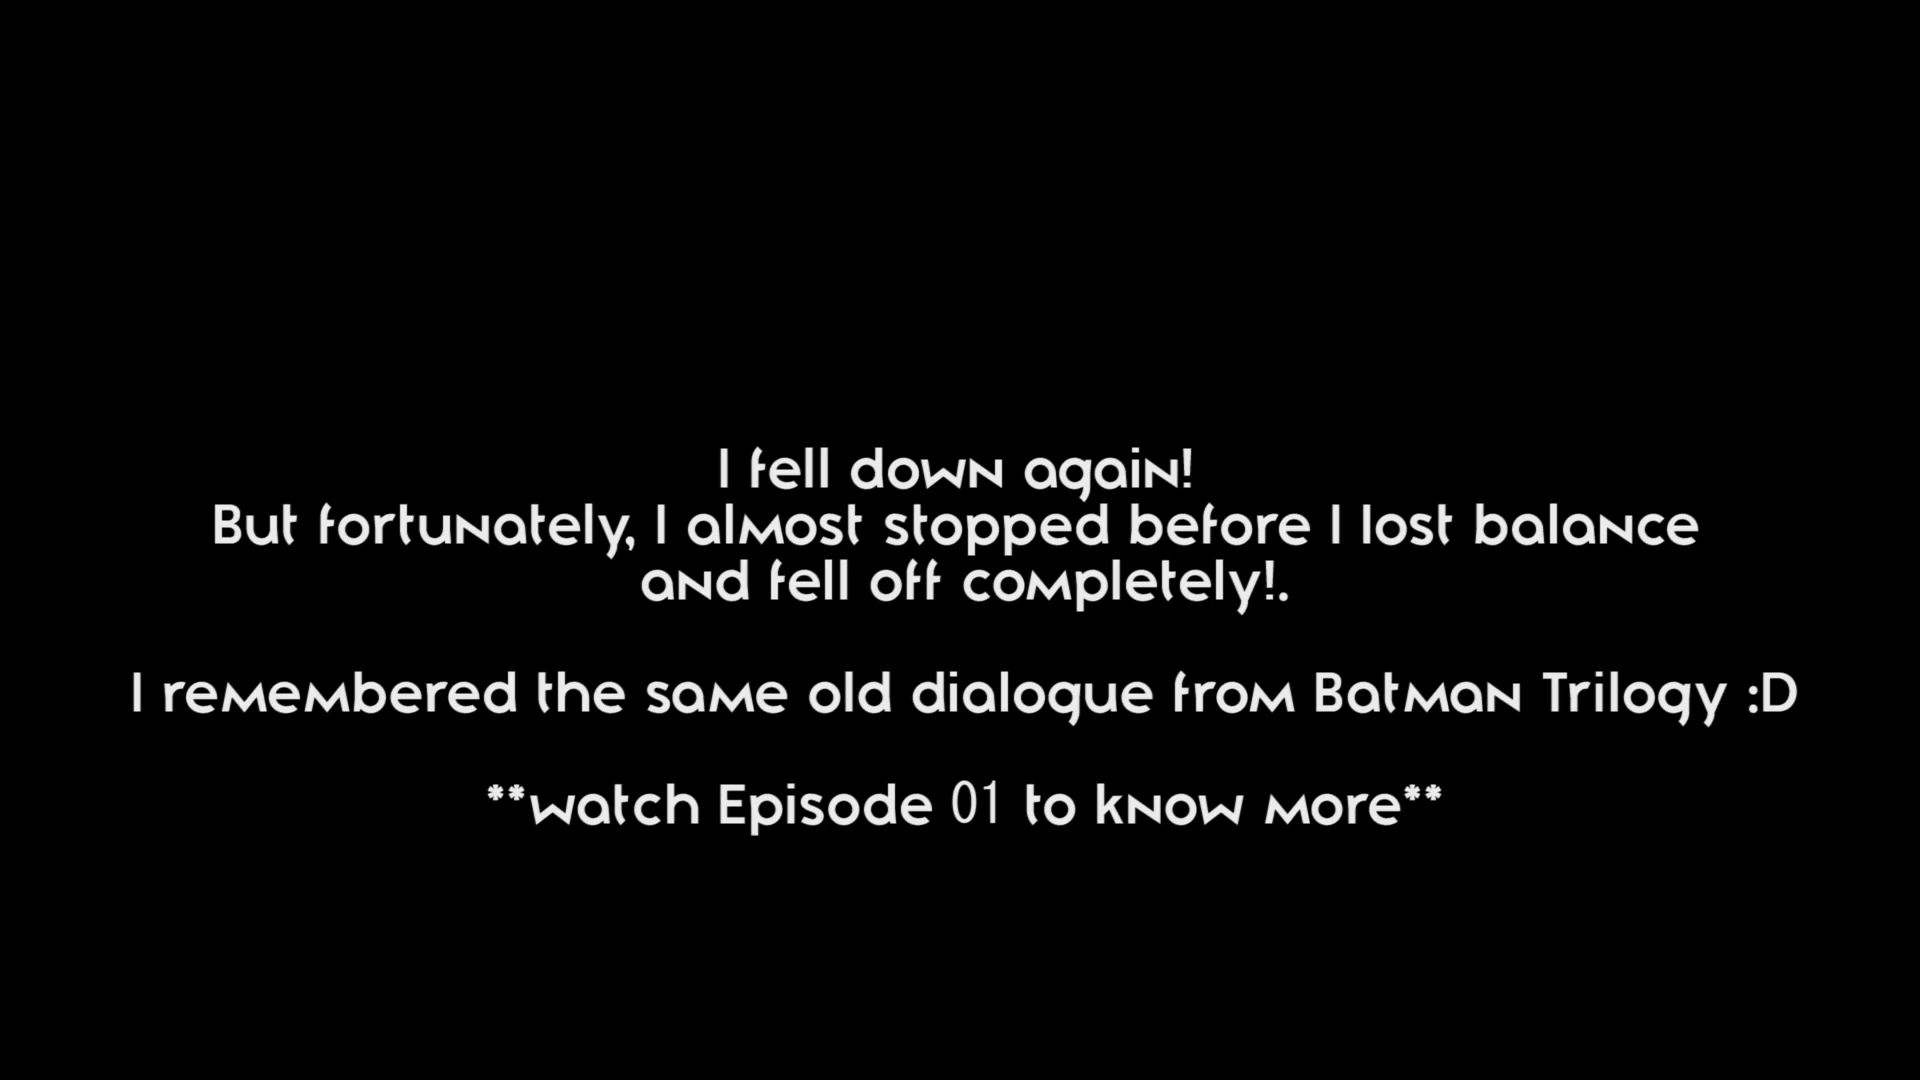 I fell down again!
But fortunately, I almost stopped before I lost balance
and fell off completely!.
I remembered the same old dialogue from Batman Trilogy :D
**watch Episode 01 to know more**